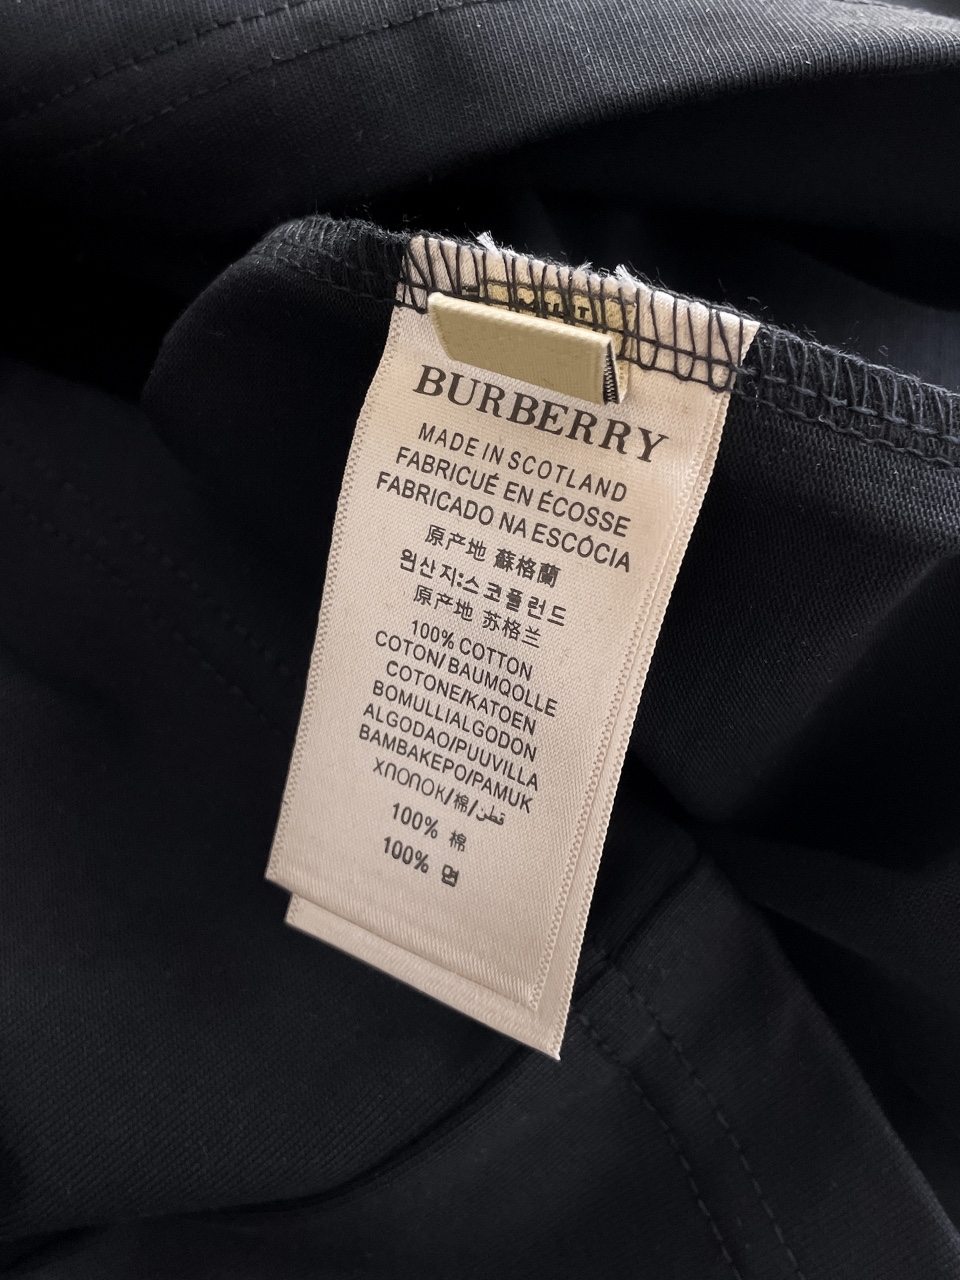 BURBERRY
MADE IN SCOTLAND
FABRIQUÉ EN ÉCOSSE
FABRICADO NA ESCÓCIA
原产地 蘇格蘭
원산지:스코틀런드
原产地 苏格兰
100% COTTON
COTON/BAUMQOLLE
COTONE/KATOEN
BOMULLIALGODON
ALGODAO/PUUVILLA
BAMBAKEPO/PAMUK
XΠOΠOK/棉/قطن
100% 棉
100% 면